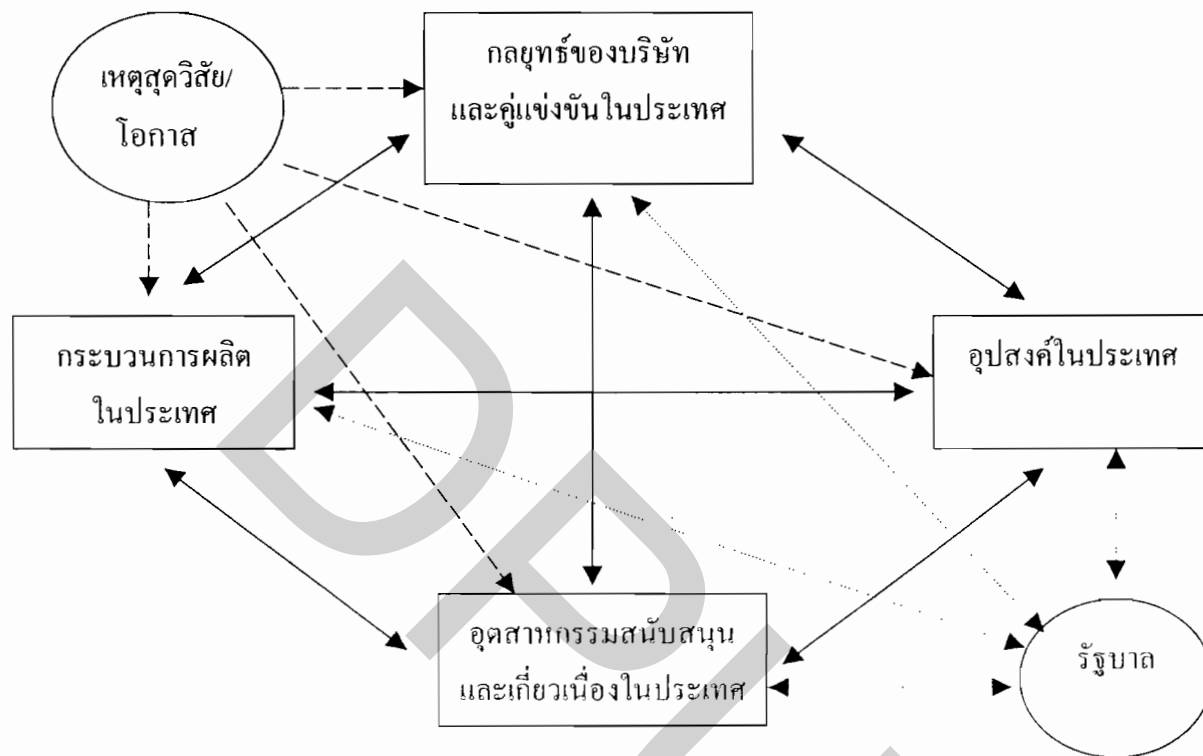 เหตุสุดวิสัย/
โอกาส
กลยุทธ์ของบริษัท
และคู่แข่งขันในประเทศ
กระบวนการผลิต
ในประเทศ
อุปสงค์ในประเทศ
อุตสาหกรรมสนับสนุน
และเกี่ยวเนื่องในประเทศ
รัฐบาล